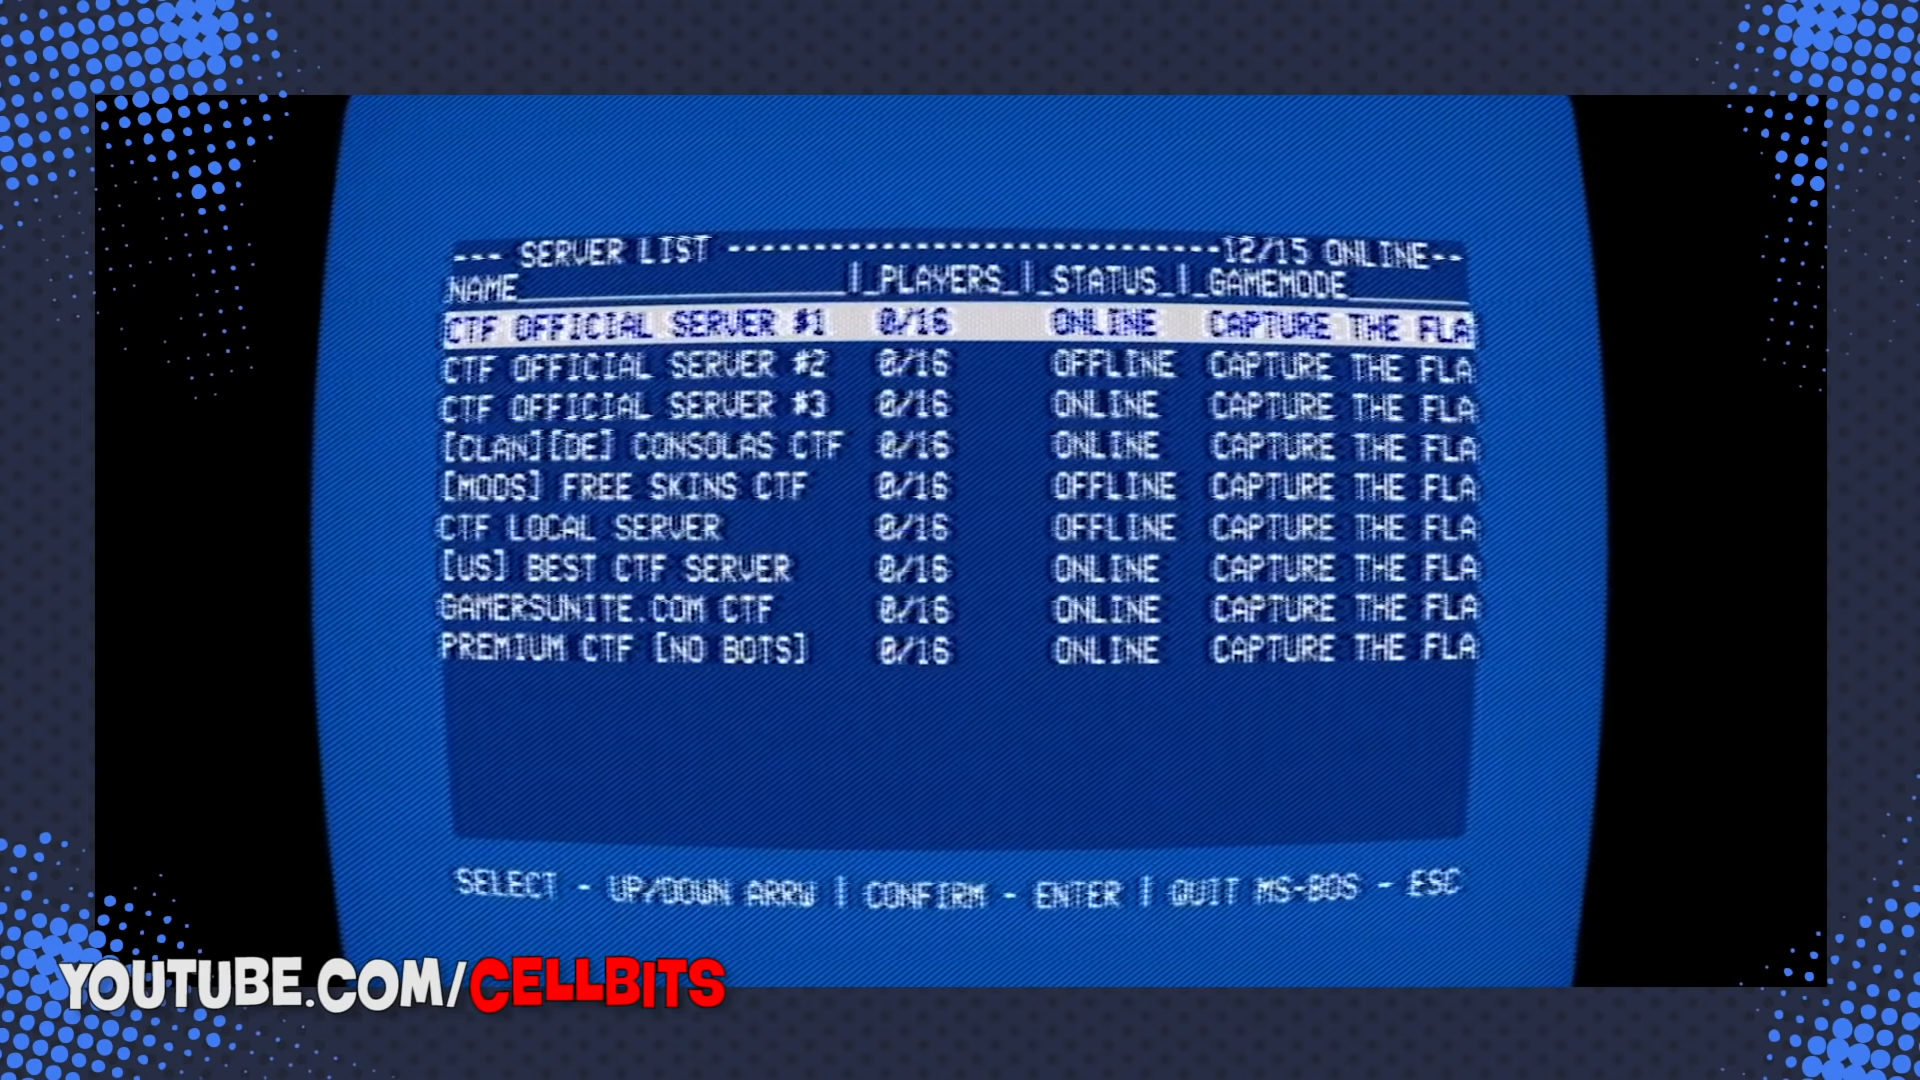 --- SERVER LIST -----------------------------12/15 ONLINE--
NAME_____________________|_PLAYERS_|_STATUS_|_GAMEMODE_______
CTF OFFICIAL SERVER #1 0/16 ONLINE CAPTURE THE FLA
CTF OFFICIAL SERVER #2 0/16 OFFLINE CAPTURE THE FLA
CTF OFFICIAL SERVER #3 0/16 ONLINE CAPTURE THE FLA
[CLAN][DE] CONSOLAS CTF 0/16 ONLINE CAPTURE THE FLA
[MODS] FREE SKINS CTF 0/16 OFFLINE CAPTURE THE FLA
CTF LOCAL SERVER 0/16 OFFLINE CAPTURE THE FLA
[US] BEST CTF SERVER 0/16 ONLINE CAPTURE THE FLA
GAMERSUNITE.COM CTF 0/16 ONLINE CAPTURE THE FLA
PREMIUM CTF [NO BOTS] 0/16 ONLINE CAPTURE THE FLA
SELECT - UP/DOWN ARRW | CONFIRM - ENTER | QUIT MS-BOS - ESC
YOUTUBE.COM/CELLBITS